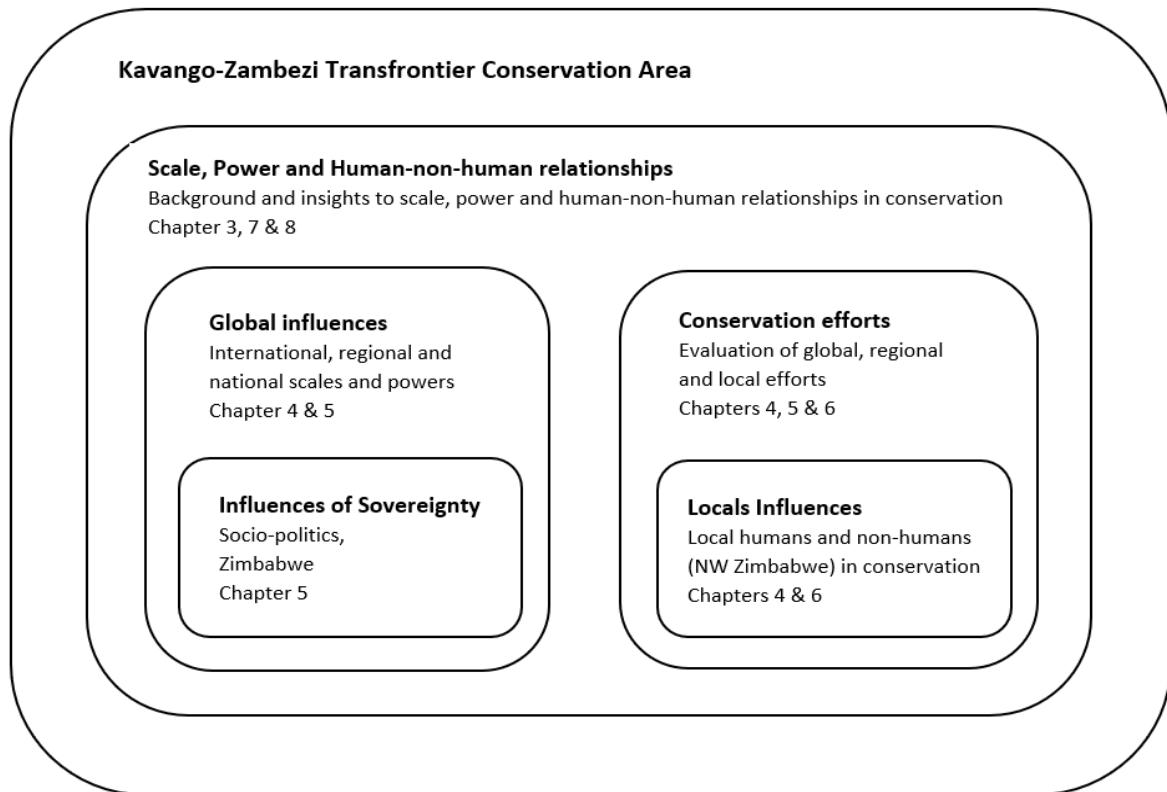 Kavango-Zambezi Transfrontier Conservation Area
Scale, Power and Human-non-human relationships
Background and insights to scale, power and human-non-human relationships in conservation
Chapter 3, 7 & 8
Global influences
International, regional and
national scales and powers
Chapter 4 & 5
Influences of Sovereignty
Socio-politics,
Zimbabwe
Chapter 5
Conservation efforts
Evaluation of global, regional
and local efforts
Chapters 4, 5 & 6
Locals Influences
Local humans and non-humans
(NW Zimbabwe) in conservation
Chapters 4 & 6